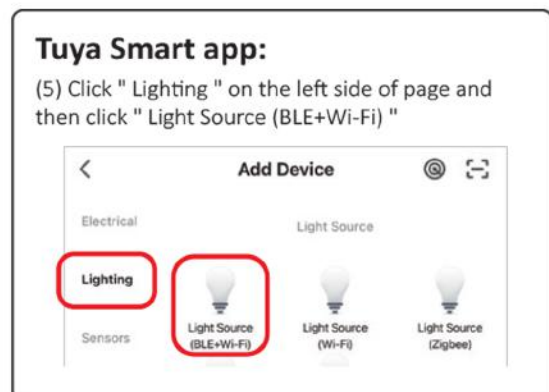 Tuya Smart app:
(5) Click " Lighting " on the left side of page and
then click " Light Source (BLE+Wi-Fi) "
Add Device
Electrical
Light Source
Lighting
Sensors
Light Source
(BLE+Wi-Fi)
Light Source
(Wi-Fi)
Light Source
(Zigbee)